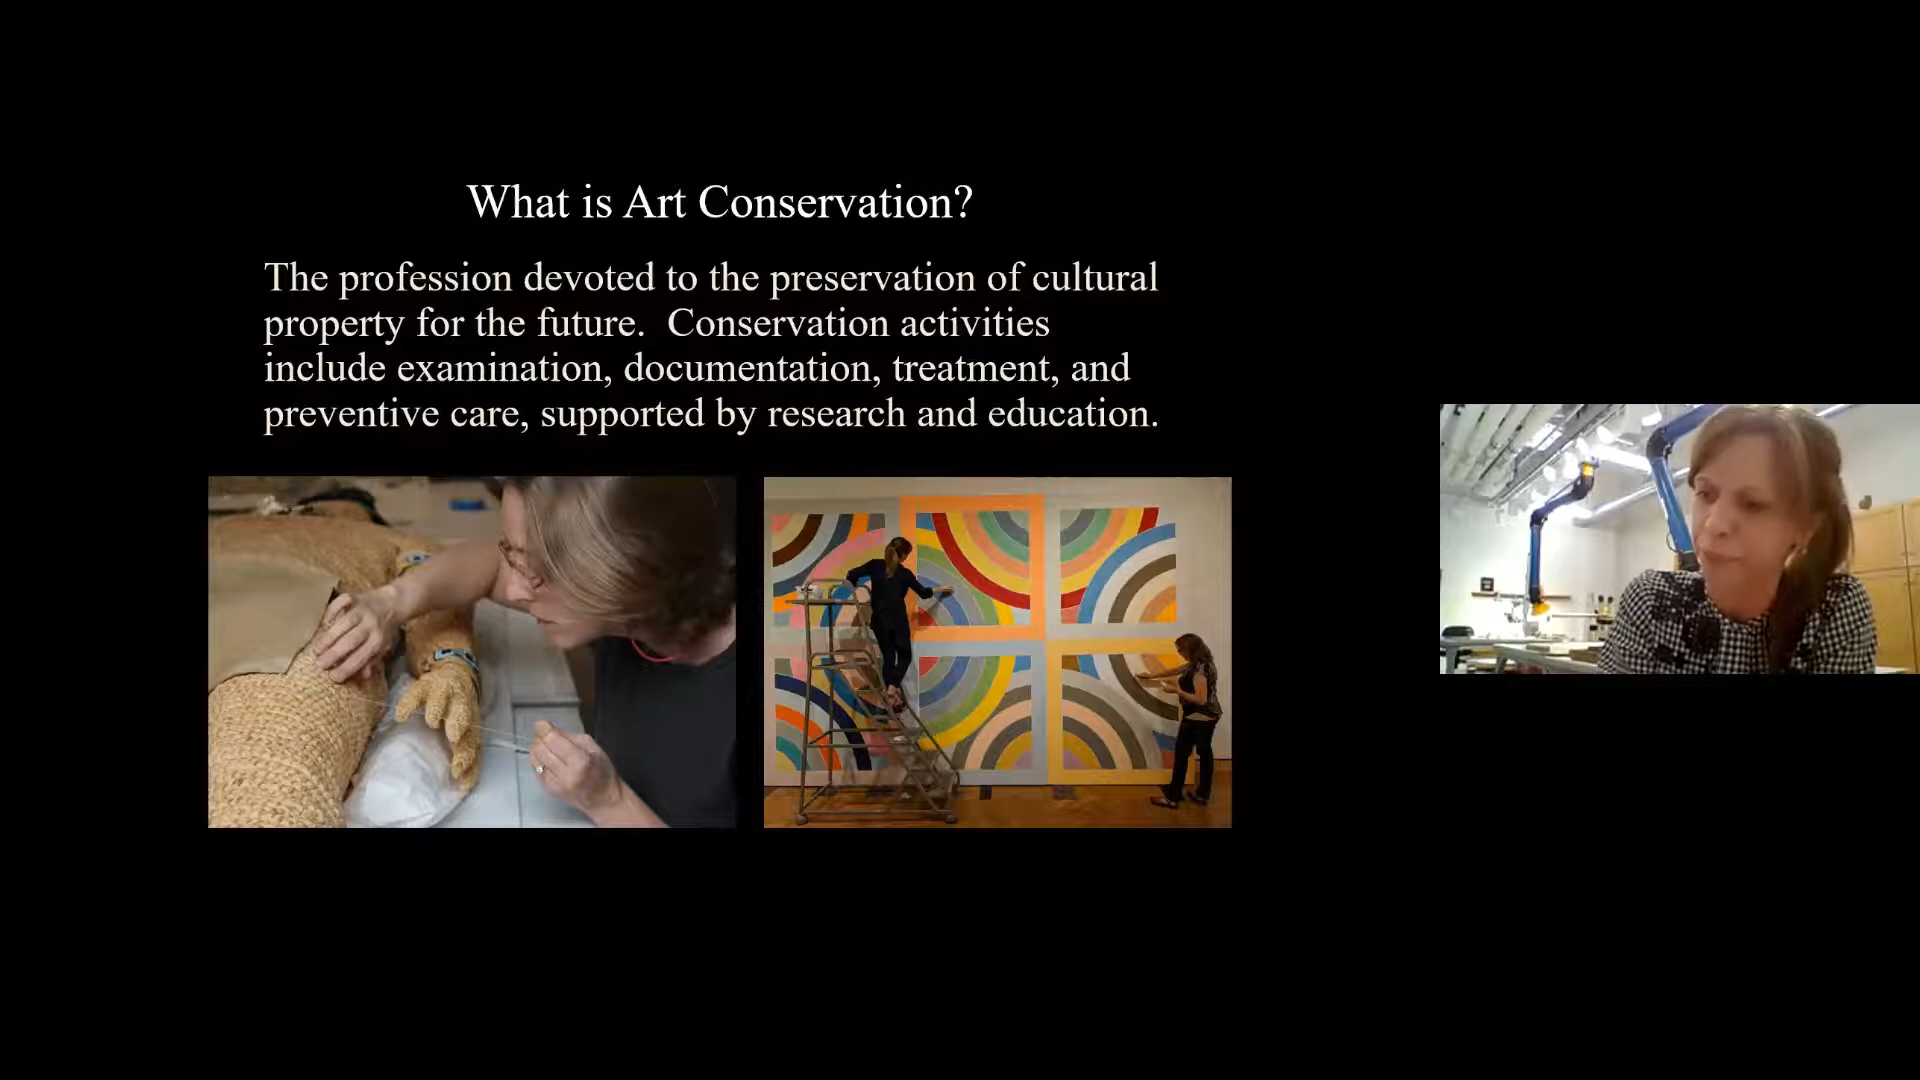 What is Art Conservation?
The profession devoted to the preservation of cultural
property for the future.  Conservation activities
include examination, documentation, treatment, and
preventive care, supported by research and education.